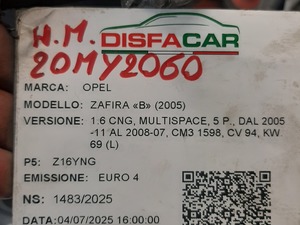 N.M. DISFACAR
20MY2060
MARCA: OPEL
MODELLO: ZAFIRA «B» (2005)
VERSIONE: 1.6 CNG, MULTISPACE, 5 P., DAL 2005
-11 AL 2008-07, CM3 1598, CV 94, KW
69 (L)
P5: Z16YNG
EMISSIONE: EURO 4
NS: 1483/2025
DATA: 04/07/2025 16:00:00